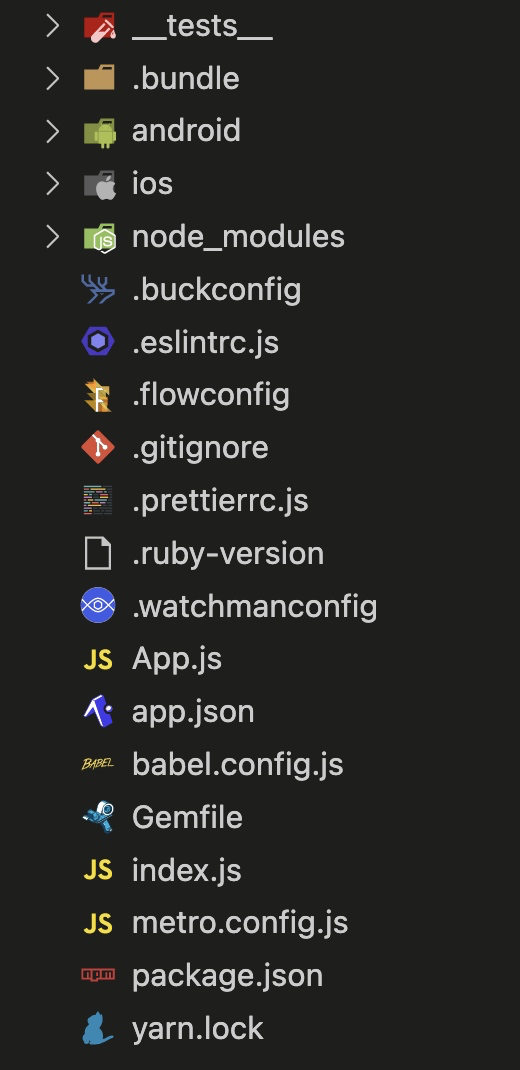 __tests__
.bundle
android
ios
node_modules
.buckconfig
.eslintrc.js
.flowconfig
.gitignore
.prettierrc.js
.ruby-version
.watchmanconfig
JS App.js
app.json
BABEL babel.config.js
Gemfile
JS index.js
JS metro.config.js
npm package.json
yarn.lock